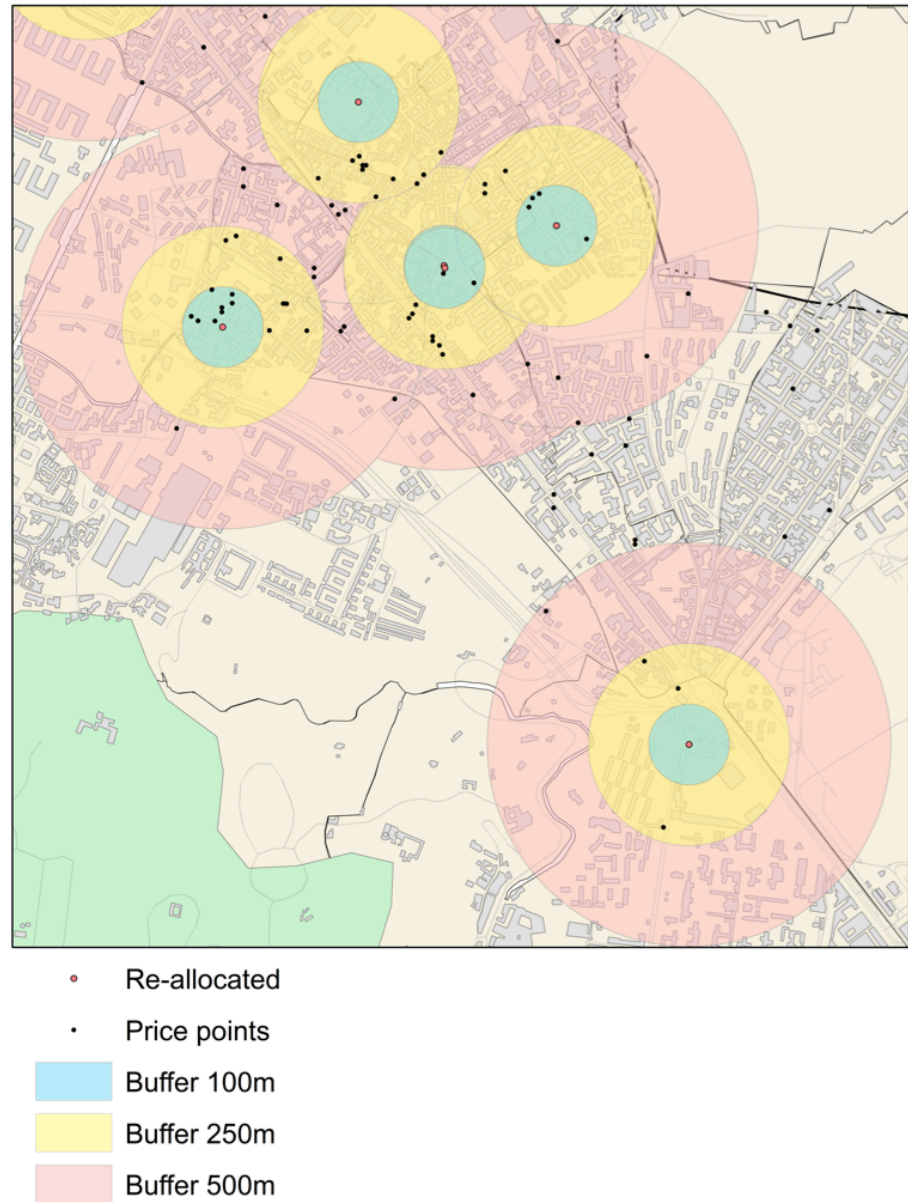 Re-allocated
Price points
Buffer 100m
Buffer 250m
Buffer 500m